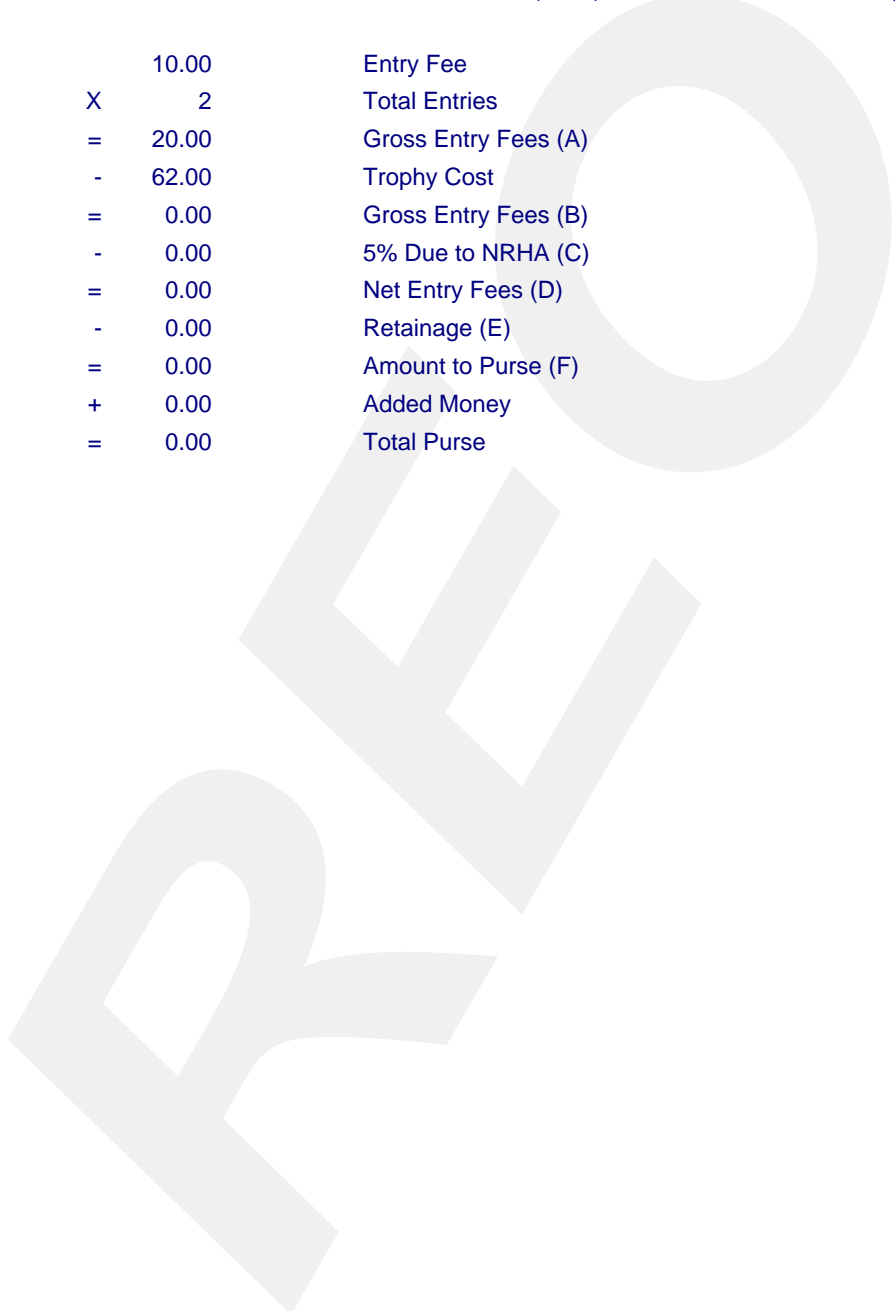 10.00 Entry Fee
X 2 Total Entries
= 20.00 Gross Entry Fees (A)
- 62.00 Trophy Cost
= 0.00 Gross Entry Fees (B)
- 0.00 5% Due to NRHA (C)
= 0.00 Net Entry Fees (D)
- 0.00 Retainage (E)
= 0.00 Amount to Purse (F)
+ 0.00 Added Money
= 0.00 Total Purse
REO